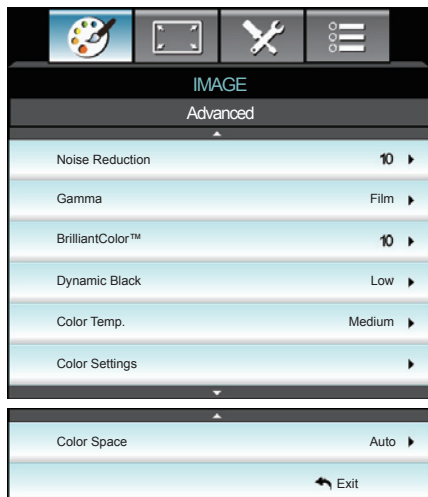 IMAGE
Advanced
Noise Reduction 10
Gamma Film
BrilliantColor™ 10
Dynamic Black Low
Color Temp. Medium
Color Settings
Color Space Auto
Exit